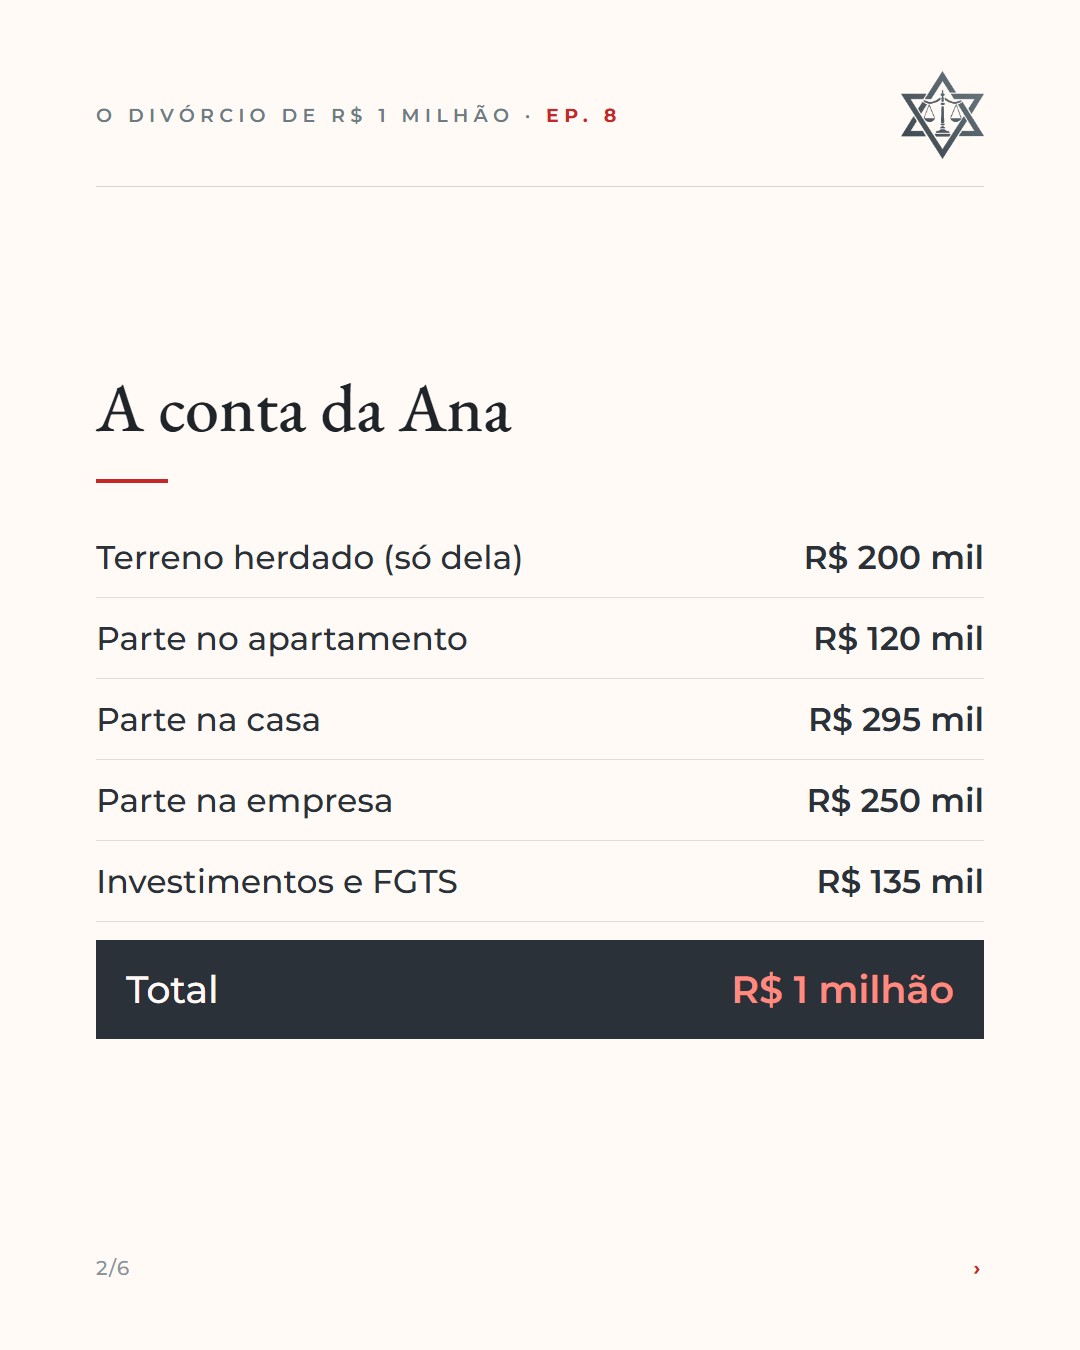 O DIVÓRCIO DE R$ 1 MILHÃO · EP. 8
A conta da Ana
Terreno herdado (só dela) R$ 200 mil
Parte no apartamento R$ 120 mil
Parte na casa R$ 295 mil
Parte na empresa R$ 250 mil
Investimentos e FGTS R$ 135 mil
Total R$ 1 milhão
2/6 ›